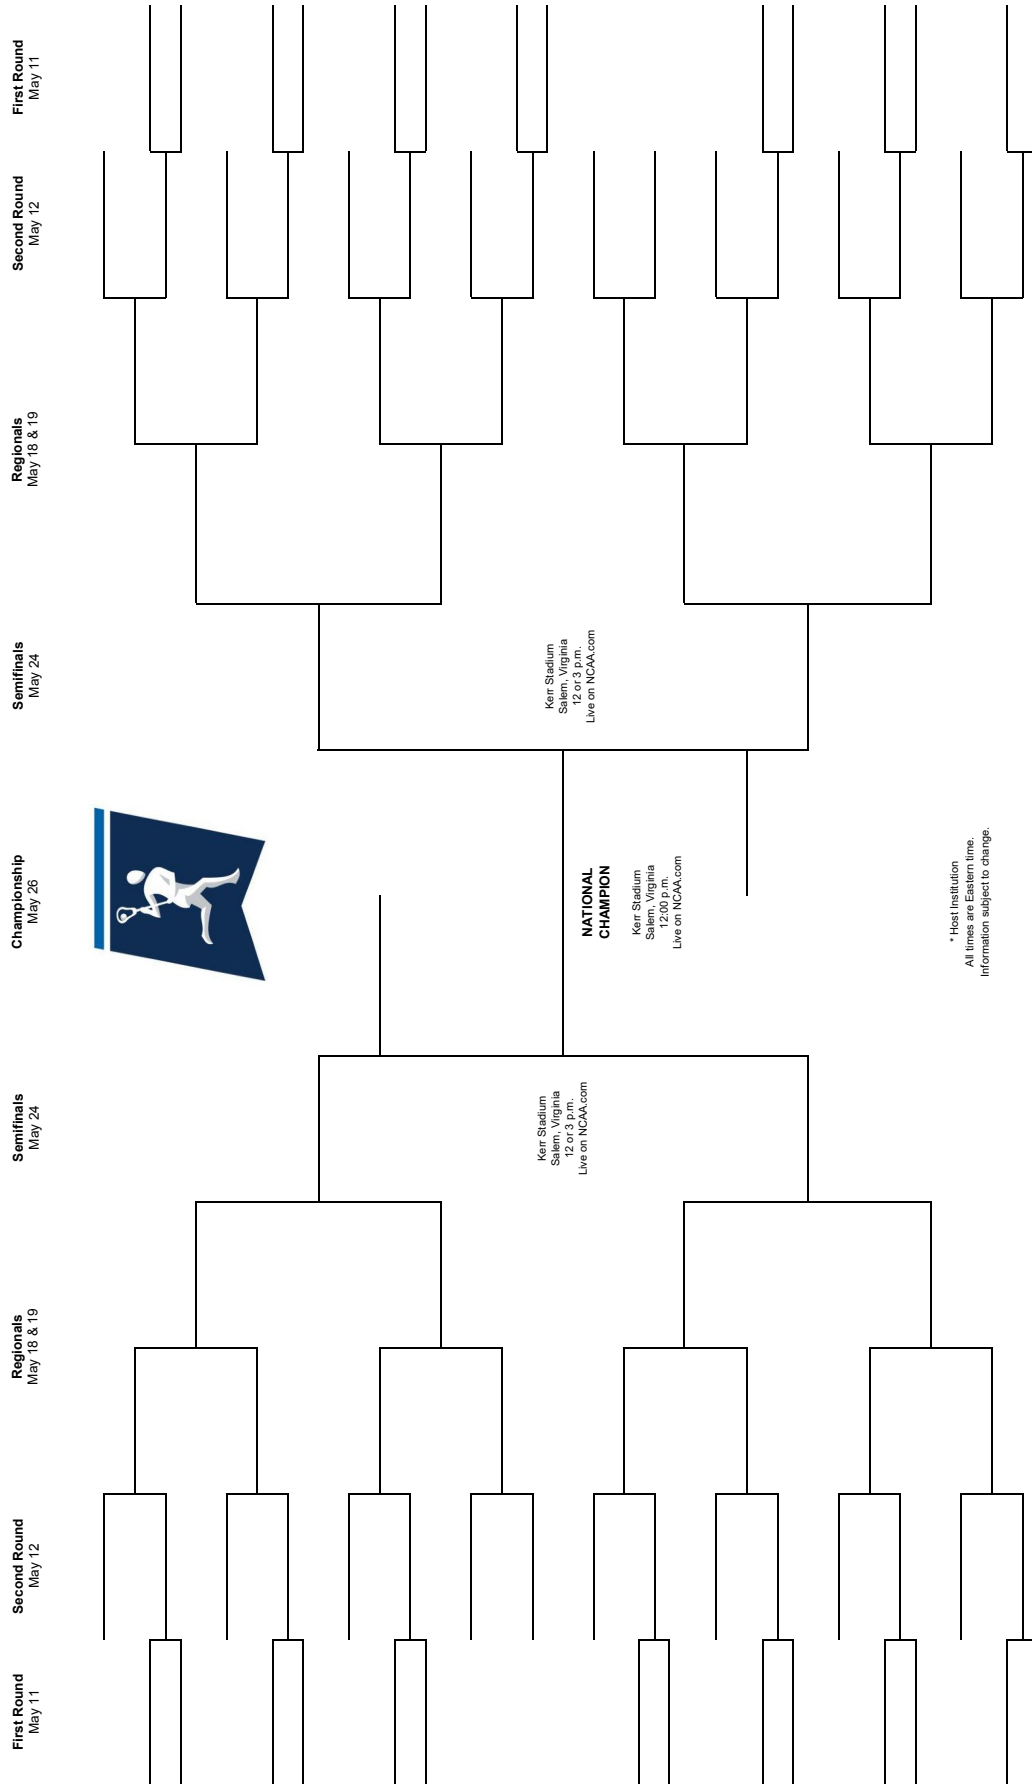 First Round
May 11
Second Round
May 12
Regionals
May 18 & 19
Semifinals
May 24
Championship
May 26
Semifinals
May 24
Regionals
May 18 & 19
Second Round
May 12
First Round
May 11
Kerr Stadium
Salem, Virginia
12 or 3 p.m.
Live on NCAA.com
NATIONAL
CHAMPION
Kerr Stadium
Salem, Virginia
12:00 p.m.
Live on NCAA.com
Kerr Stadium
Salem, Virginia
12 or 3 p.m.
Live on NCAA.com
* Host Institution
All times are Eastern time.
Information subject to change.